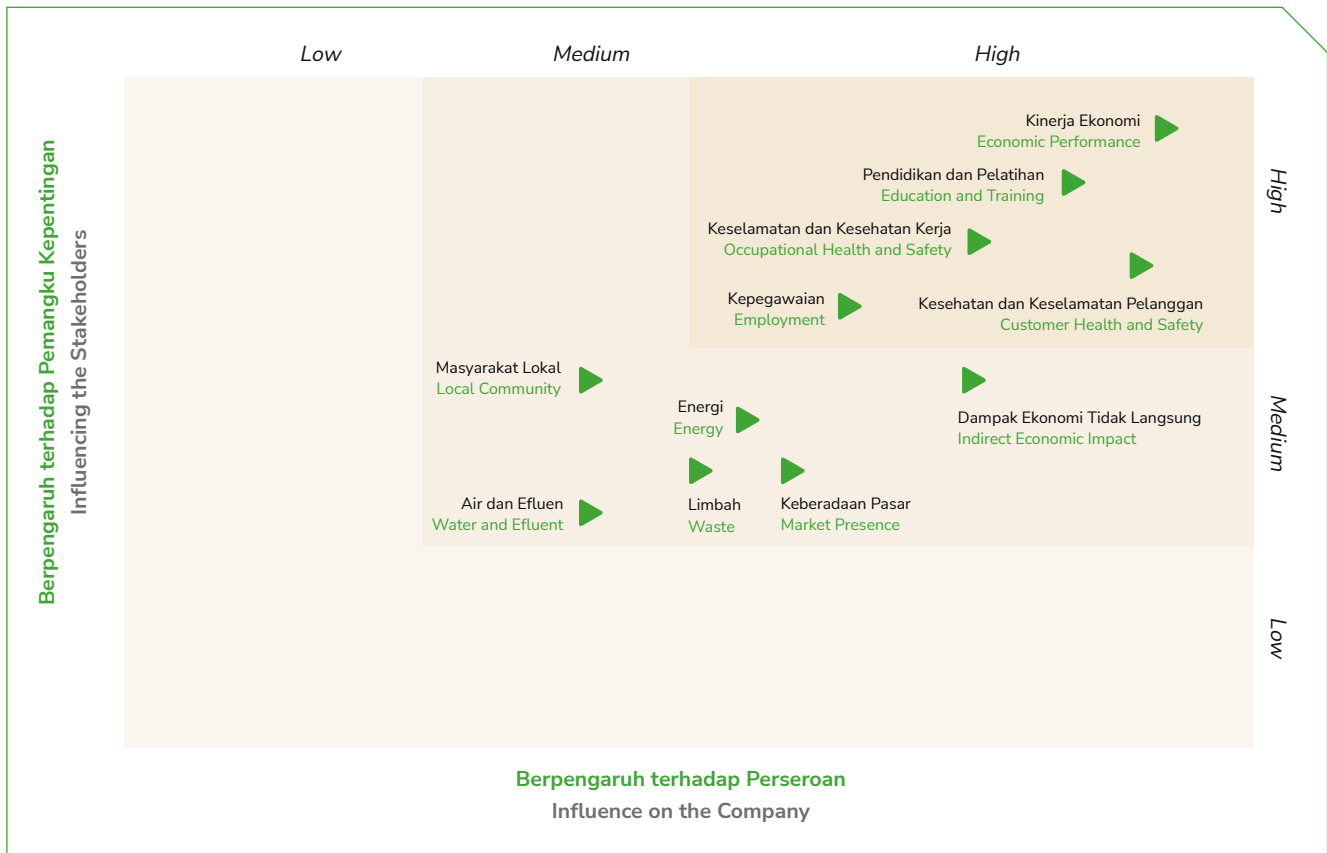 Low
Medium
High
Berpengaruh terhadap Pemangku Kepentingan
Influencing the Stakeholders
Kinerja Ekonomi
Economic Performance
Pendidikan dan Pelatihan
Education and Training
Keselamatan dan Kesehatan Kerja
Occupational Health and Safety
Kepegawaian
Employment
Kesehatan dan Keselamatan Pelanggan
Customer Health and Safety
High
Masyarakat Lokal
Local Community
Energi
Energy
Dampak Ekonomi Tidak Langsung
Indirect Economic Impact
Air dan Efluen
Water and Efluent
Limbah
Waste
Keberadaan Pasar
Market Presence
Medium
Low
Berpengaruh terhadap Perseroan
Influence on the Company